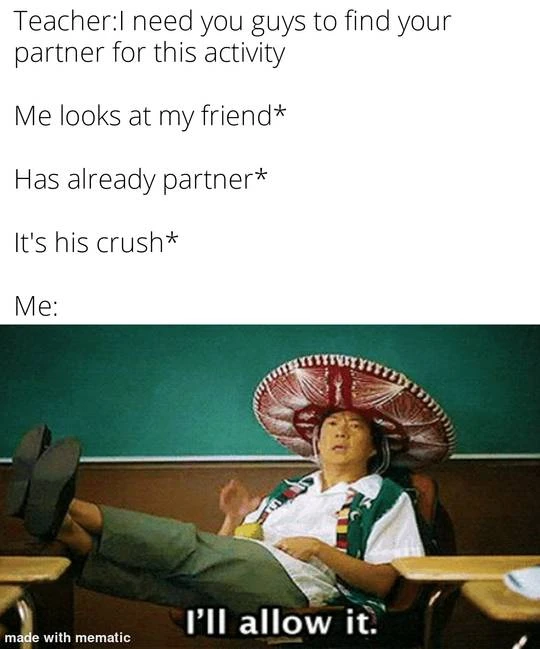 Teacher:I need you guys to find your
partner for this activity
Me looks at my friend*
Has already partner*
It's his crush*
Me:
I'll allow it.
made with mematic